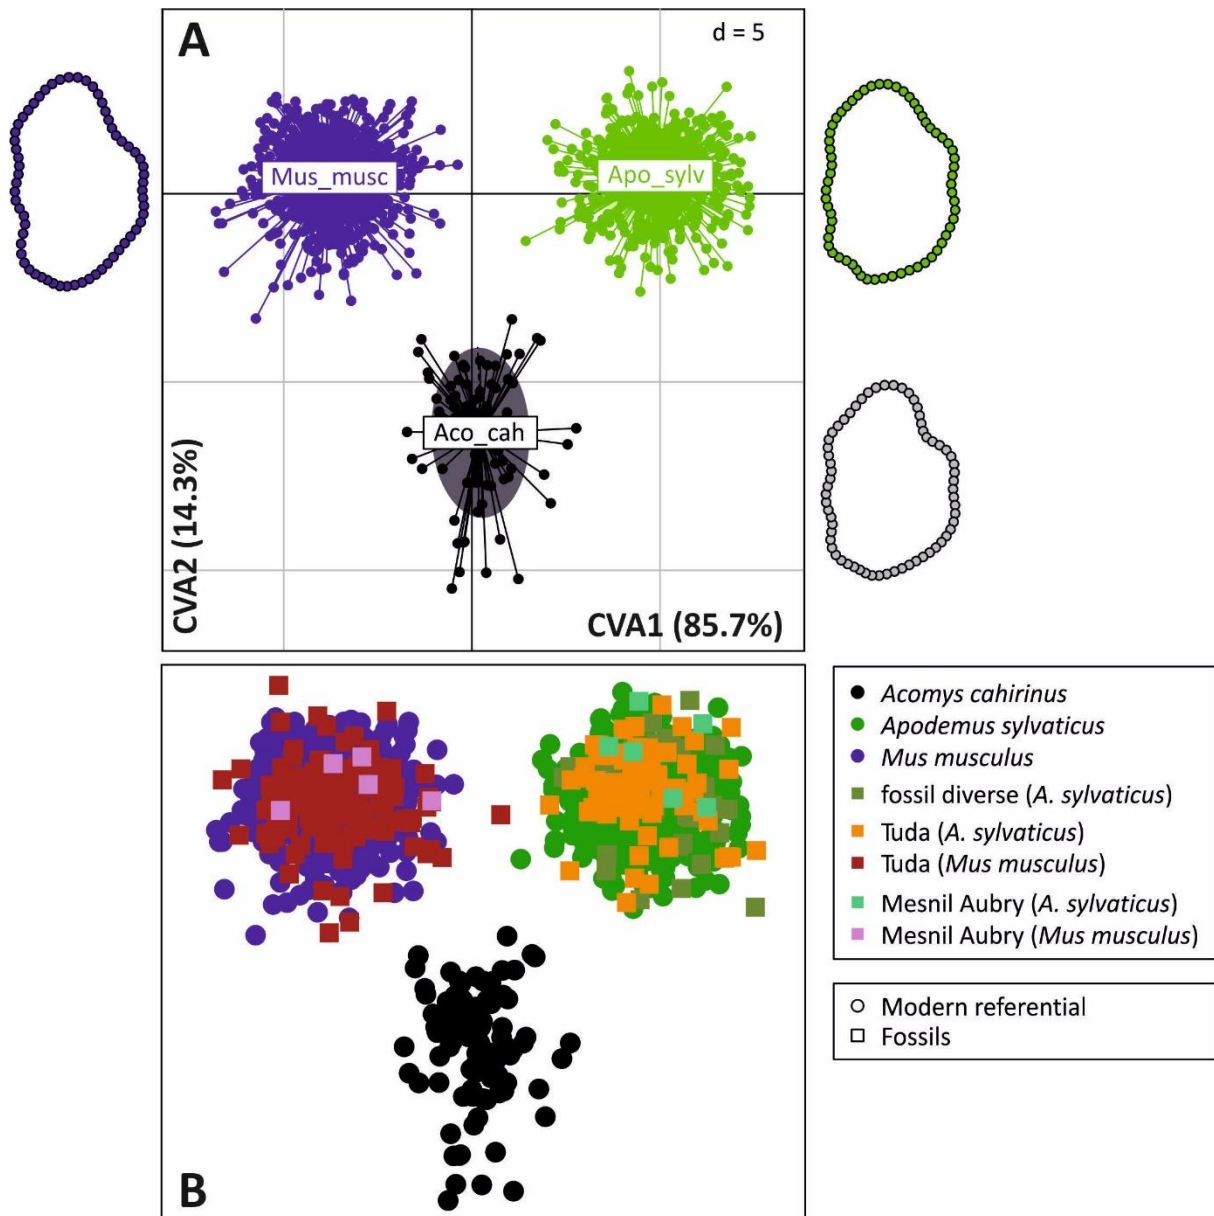 A
d = 5
Mus_musc
Apo_sylv
Aco_cah
CVA2 (14.3%)
CVA1 (85.7%)
B
Acomys cahirinus
Apodemus sylvaticus
Mus musculus
fossil diverse (A. sylvaticus)
Tuda (A. sylvaticus)
Tuda (Mus musculus)
Mesnil Aubry (A. sylvaticus)
Mesnil Aubry (Mus musculus)
Modern referential
Fossils